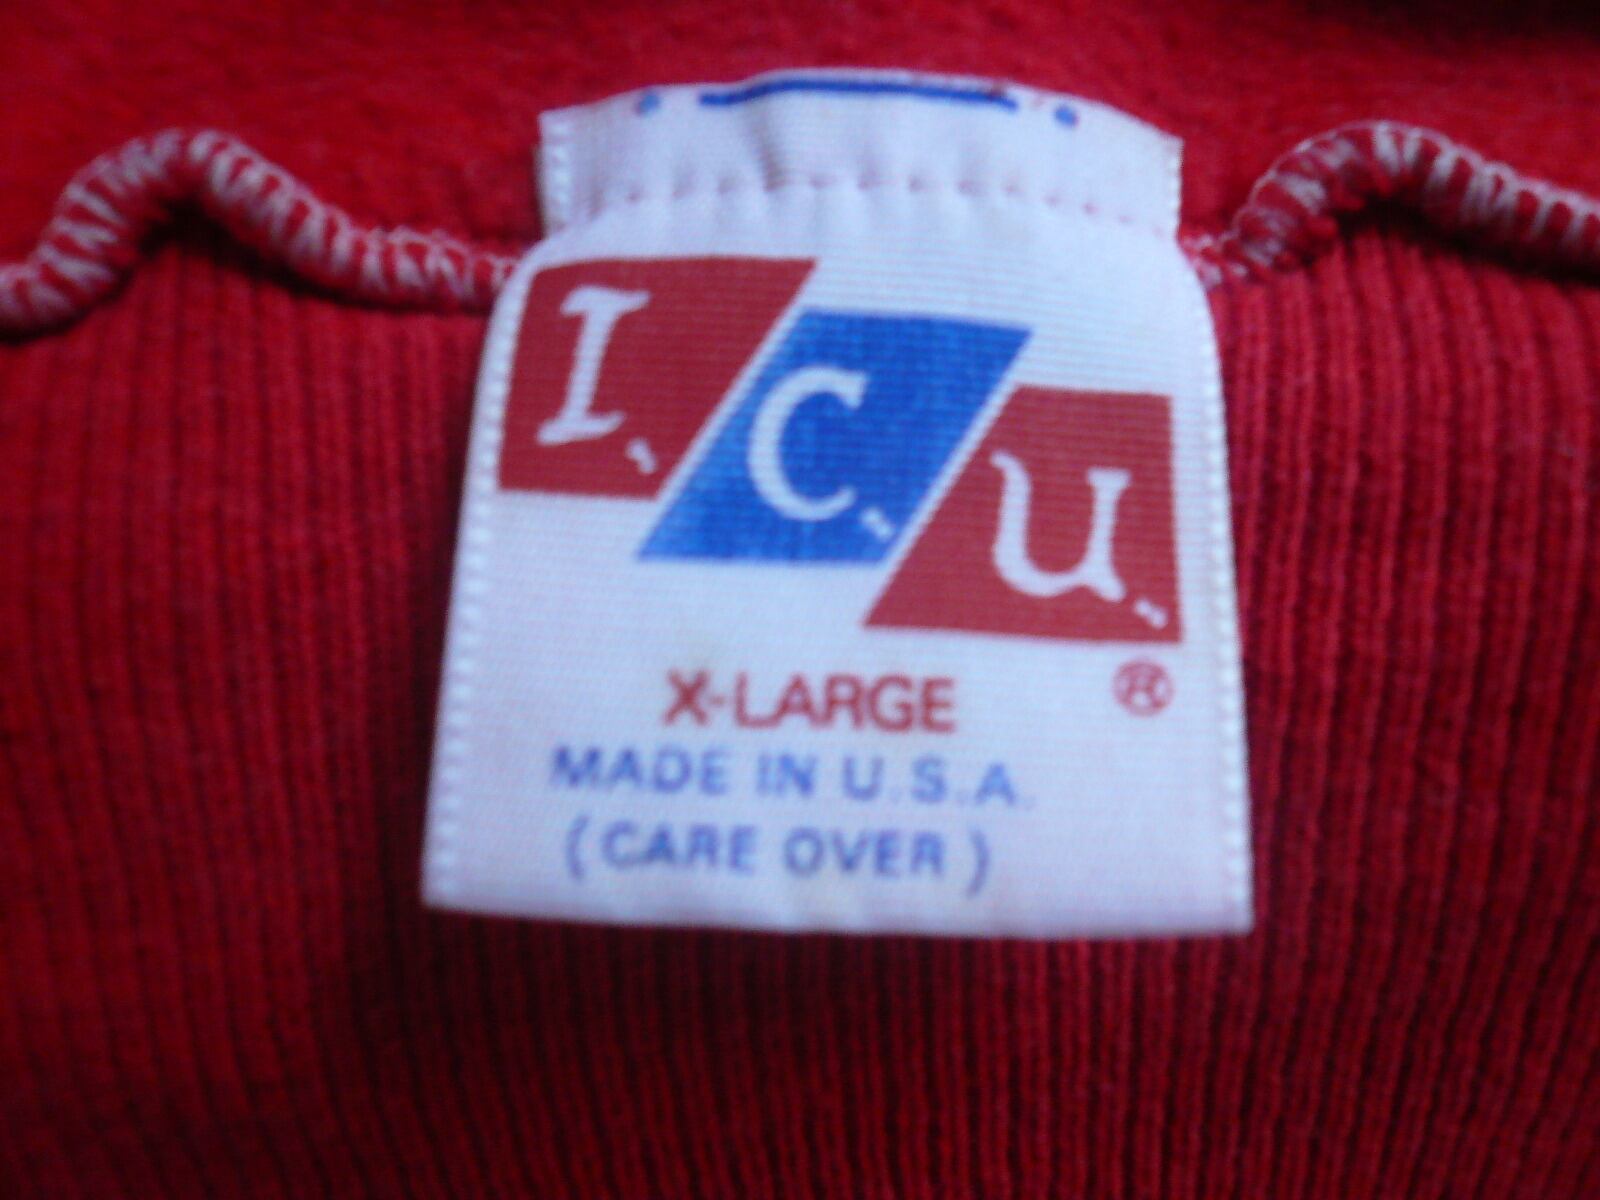 I. C. U.
®
X-LARGE
MADE IN U.S.A.
(CARE OVER)